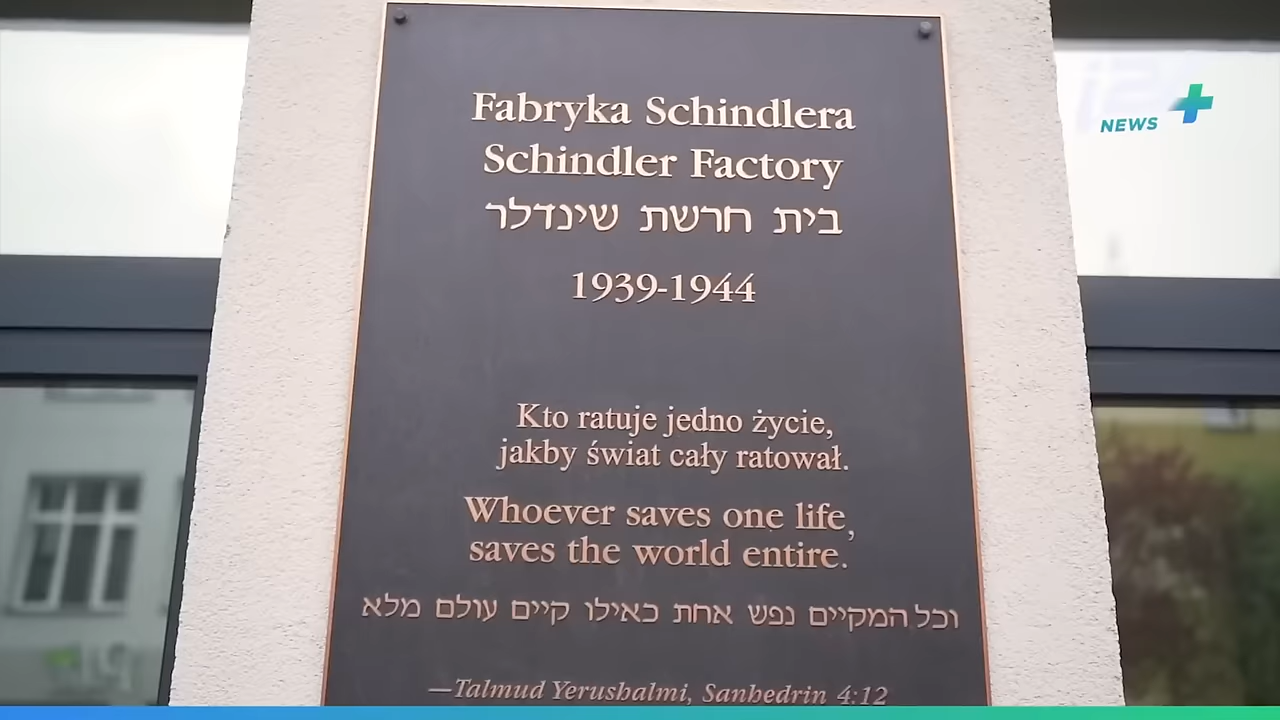 Fabryka Schindlera
Schindler Factory
בית חרשת שינדלר
1939-1944
Kto ratuje jedno życie,
jakby świat cały ratował.
Whoever saves one life,
saves the world entire.
וכל המקיים נפש אחת כאילו קיים עולם מלא
—Talmud Yerushalmi, Sanhedrin 4:12
NEWS